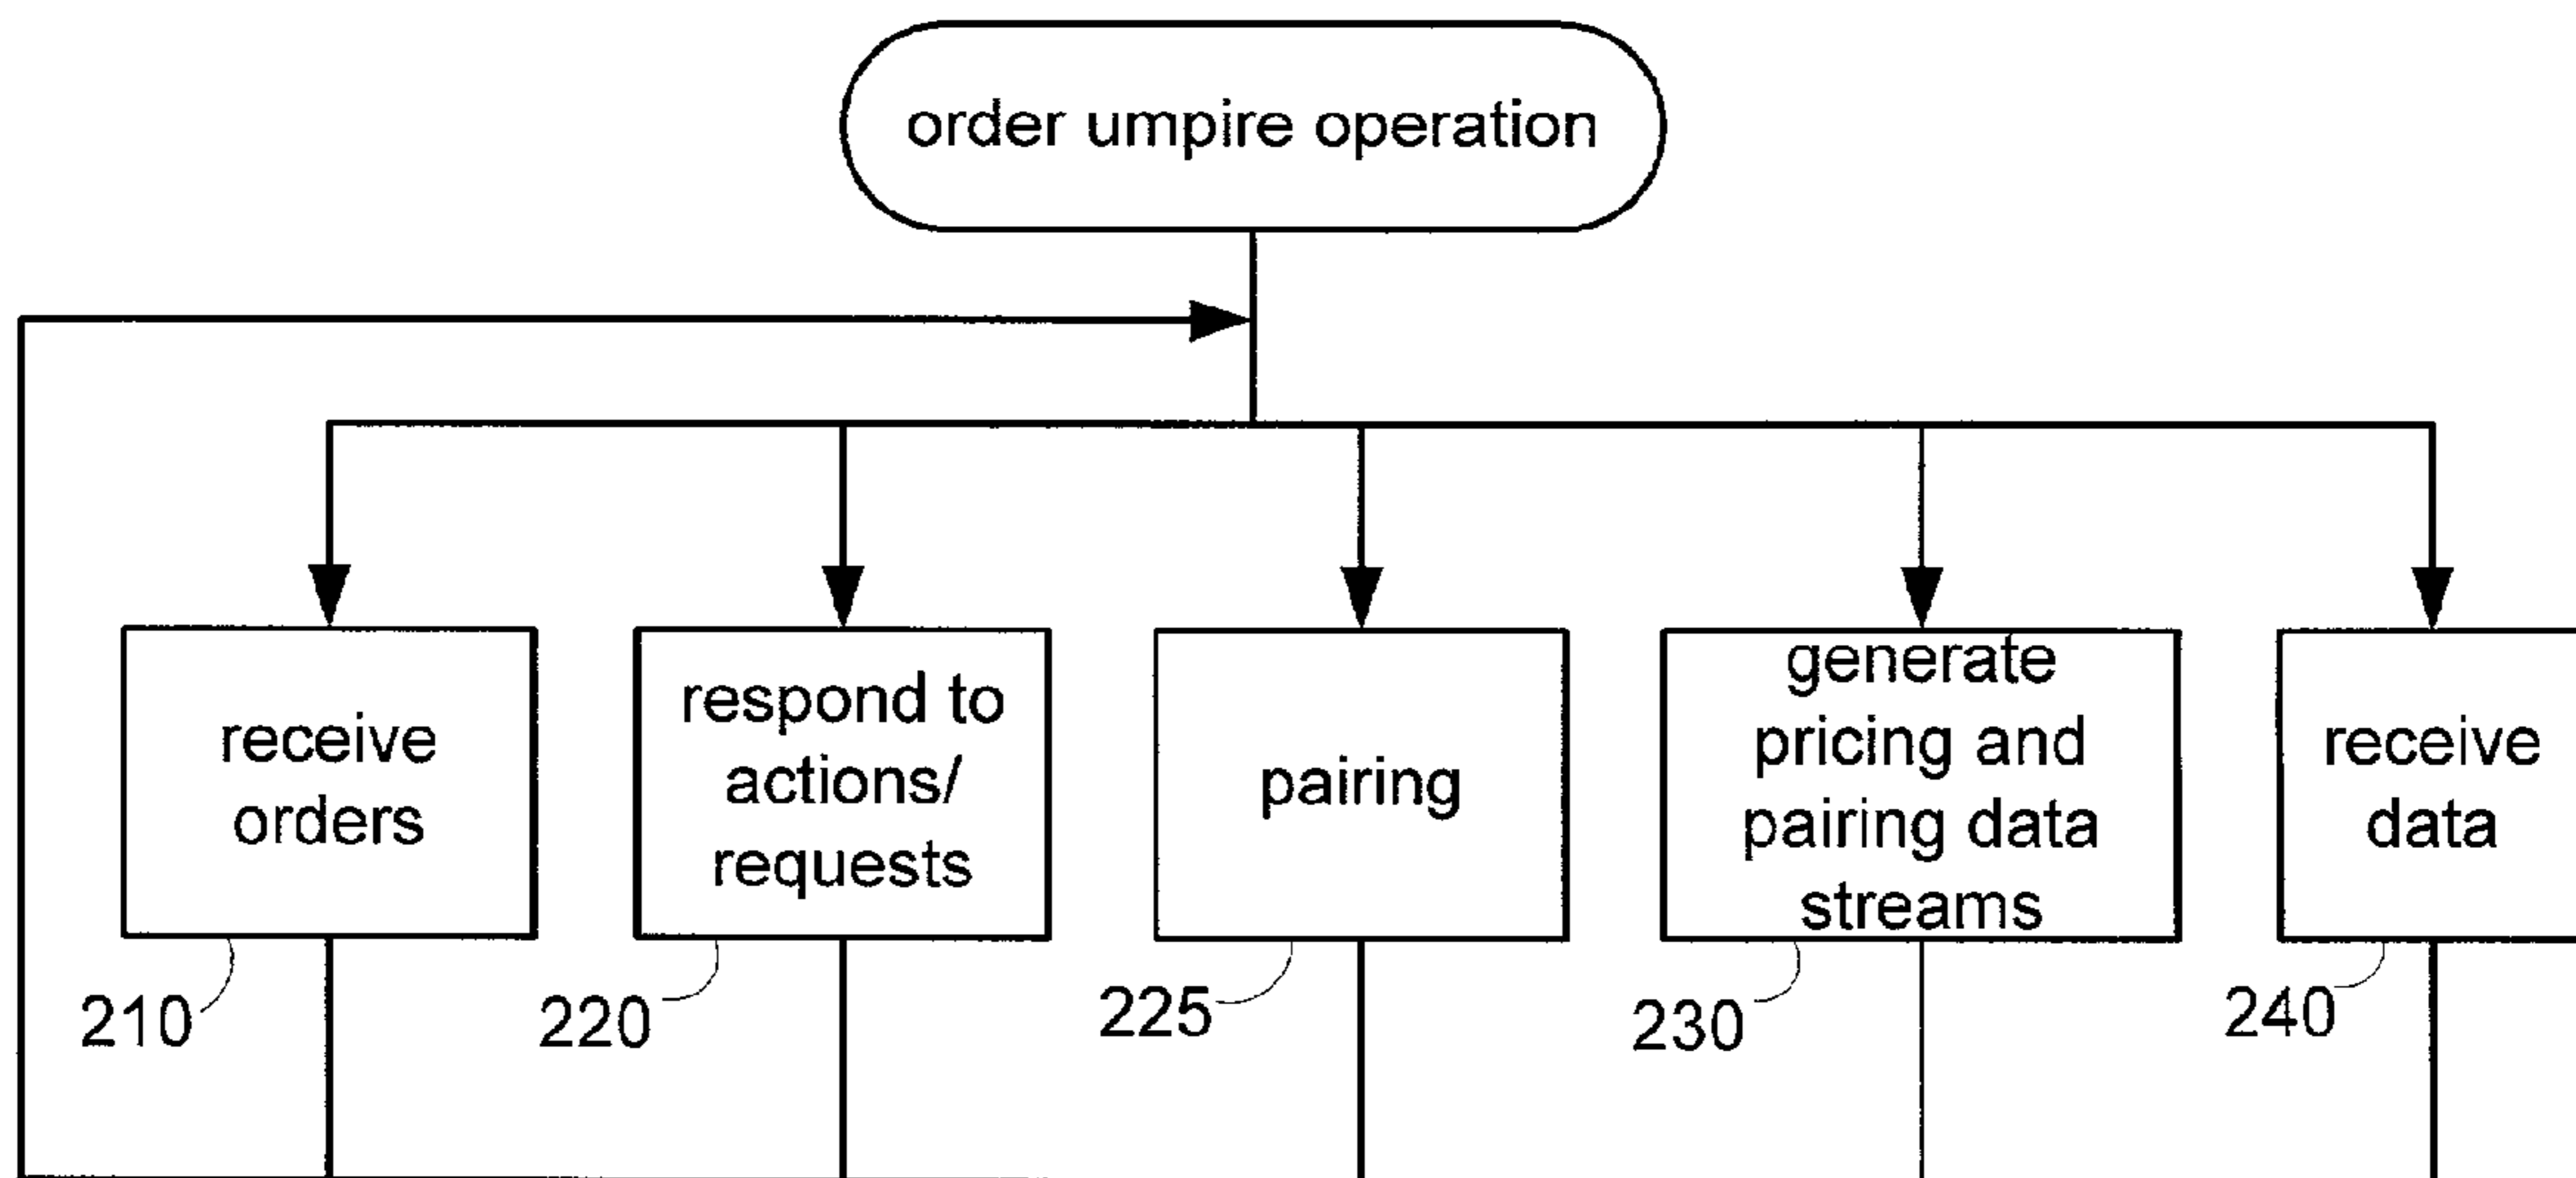 order umpire operation
receive
orders
respond to
actions/
requests
pairing
generate
pricing and
pairing data
streams
receive
data
210
220
225
230
240